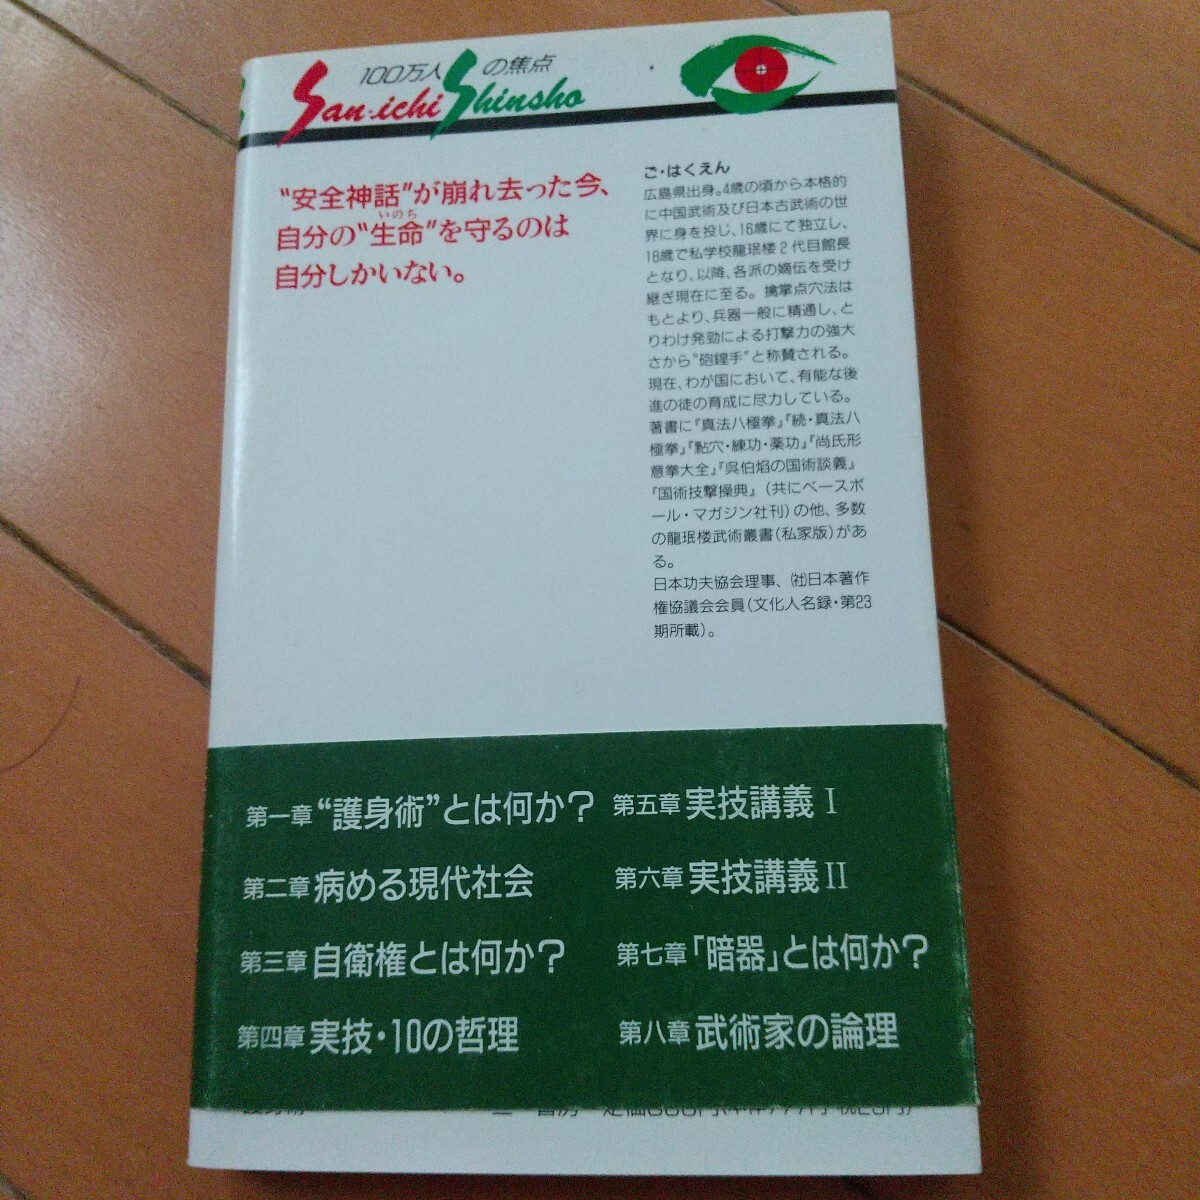 100万人の焦点
San-ichi Shinsho
“安全神話”が崩れ去った今、
いのち
自分の“生命”を守るのは
自分しかいない。
ご・はくえん
広島県出身。4歳の頃から本格的
に中国武術及び日本古武術の世
界に身を投じ、16歳にて独立し、
18歳で私学校龍珉楼2代目館長
となり、以降、各派の嫡伝を受け
継ぎ現在に至る。擒掌点穴法は
もとより、兵器一般に精通し、と
りわけ発勁による打撃力の強大
さから“砲鍠手”と称賛される。
現在、わが国において、有能な後
進の徒の育成に尽力している。
著書に『真法八極拳』『続・真法八
極拳』『點穴・練功・薬功』『尚氏形
意拳大全』『呉伯焰の国術談義』
『国術技撃操典』（共にベースボ
ール・マガジン社刊）の他、多数
の龍珉楼武術叢書（私家版）があ
る。
日本功夫協会理事、㈳日本著作
権協議会会員（文化人名録・第23
期所載）。
第一章 “護身術”とは何か？
第二章 病める現代社会
第三章 自衛権とは何か？
第四章 実技・10の哲理
第五章 実技講義Ⅰ
第六章 実技講義Ⅱ
第七章 「暗器」とは何か？
第八章 武術家の論理